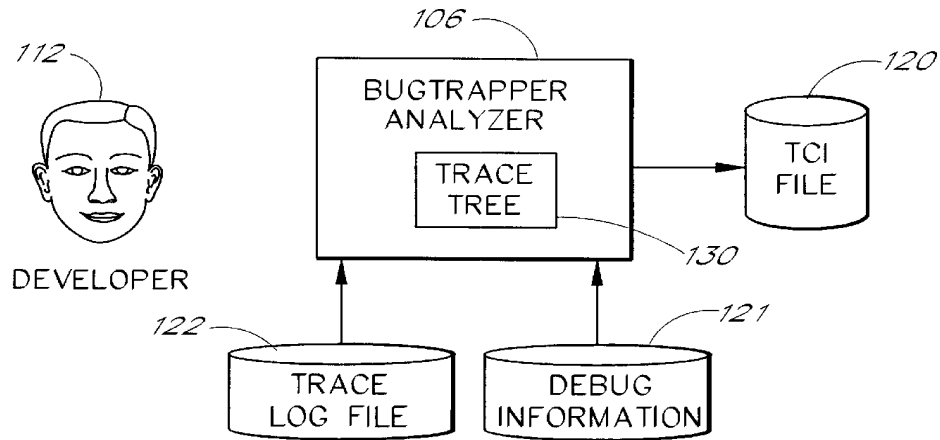 106
112
120
BUGTRAPPER
ANALYZER
TCI
FILE
TRACE
TREE
130
DEVELOPER
122
121
TRACE
LOG FILE
DEBUG
INFORMATION